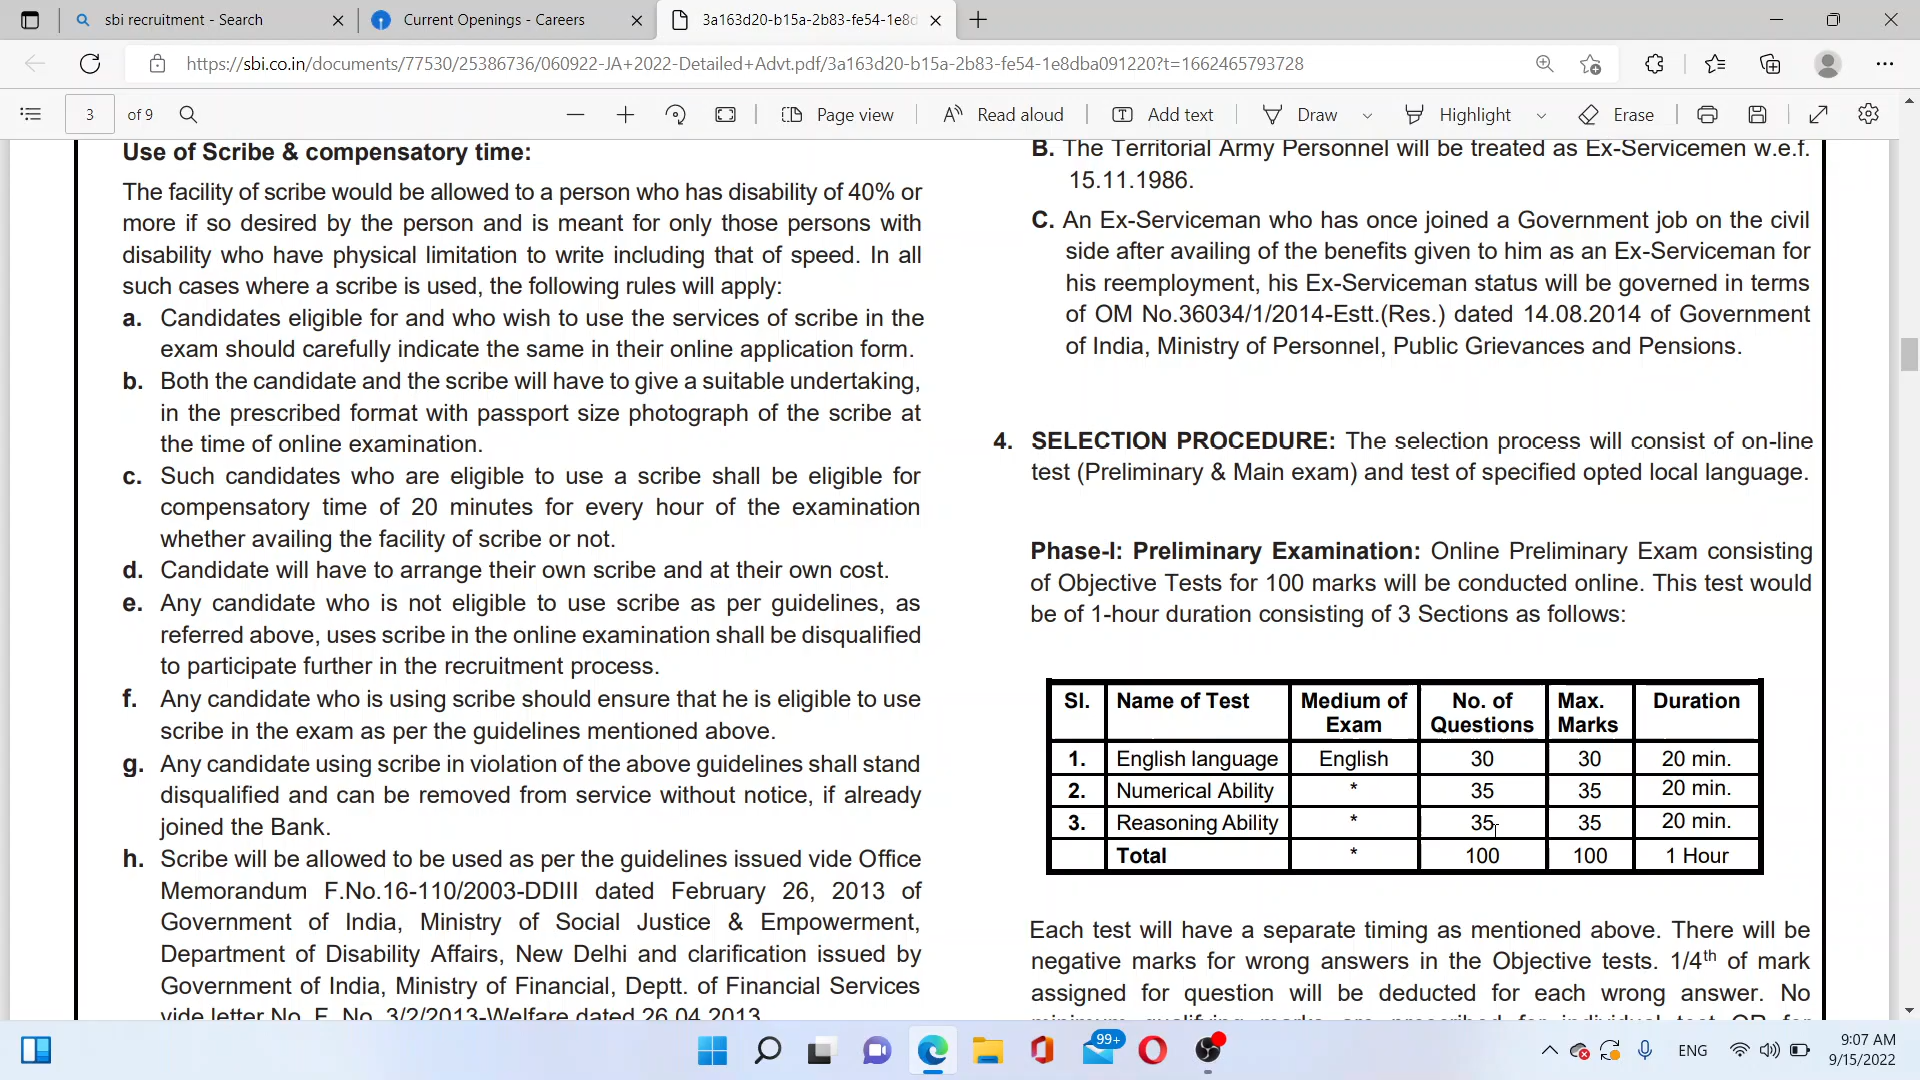 sbi recruitment - Search
Current Openings - Careers
3a163d20-b15a-2b83-fe54-1e8d
https://sbi.co.in/documents/77530/25386736/060922-JA+2022-Detailed+Advt.pdf/3a163d20-b15a-2b83-fe54-1e8dba091220?t=1662465793728
3 of 9
Page view
Read aloud
Add text
Draw
Highlight
Erase
Use of Scribe & compensatory time:
The facility of scribe would be allowed to a person who has disability of 40% or
more if so desired by the person and is meant for only those persons with
disability who have physical limitation to write including that of speed. In all
such cases where a scribe is used, the following rules will apply:
a. Candidates eligible for and who wish to use the services of scribe in the
exam should carefully indicate the same in their online application form.
b. Both the candidate and the scribe will have to give a suitable undertaking,
in the prescribed format with passport size photograph of the scribe at
the time of online examination.
c. Such candidates who are eligible to use a scribe shall be eligible for
compensatory time of 20 minutes for every hour of the examination
whether availing the facility of scribe or not.
d. Candidate will have to arrange their own scribe and at their own cost.
e. Any candidate who is not eligible to use scribe as per guidelines, as
referred above, uses scribe in the online examination shall be disqualified
to participate further in the recruitment process.
f. Any candidate who is using scribe should ensure that he is eligible to use
scribe in the exam as per the guidelines mentioned above.
g. Any candidate using scribe in violation of the above guidelines shall stand
disqualified and can be removed from service without notice, if already
joined the Bank.
h. Scribe will be allowed to be used as per the guidelines issued vide Office
Memorandum F.No.16-110/2003-DDIII dated February 26, 2013 of
Government of India, Ministry of Social Justice & Empowerment,
Department of Disability Affairs, New Delhi and clarification issued by
Government of India, Ministry of Financial, Deptt. of Financial Services
vide letter No. F. No. 3/2/2013-Welfare dated 26.04.2013.
B. The Territorial Army Personnel will be treated as Ex-Servicemen w.e.f.
15.11.1986.
C. An Ex-Serviceman who has once joined a Government job on the civil
side after availing of the benefits given to him as an Ex-Serviceman for
his reemployment, his Ex-Serviceman status will be governed in terms
of OM No.36034/1/2014-Estt.(Res.) dated 14.08.2014 of Government
of India, Ministry of Personnel, Public Grievances and Pensions.
4. SELECTION PROCEDURE: The selection process will consist of on-line
test (Preliminary & Main exam) and test of specified opted local language.
Phase-I: Preliminary Examination: Online Preliminary Exam consisting
of Objective Tests for 100 marks will be conducted online. This test would
be of 1-hour duration consisting of 3 Sections as follows:
Sl. Name of Test Medium of Exam No. of Questions Max. Marks Duration
1. English language English 30 30 20 min.
2. Numerical Ability * 35 35 20 min.
3. Reasoning Ability * 35 35 20 min.
Total * 100 100 1 Hour
Each test will have a separate timing as mentioned above. There will be
negative marks for wrong answers in the Objective tests. 1/4th of mark
assigned for question will be deducted for each wrong answer. No
minimum qualifying marks are prescribed for individual test OR for
99+
ENG
9:07 AM
9/15/2022